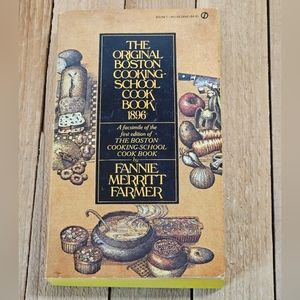 THE
ORIGINAL
BOSTON
COOKING-
SCHOOL
COOK
BOOK
1896
A facsimile of the
first edition of
THE BOSTON
COOKING-SCHOOL
COOK BOOK
by
FANNIE
MERRITT
FARMER